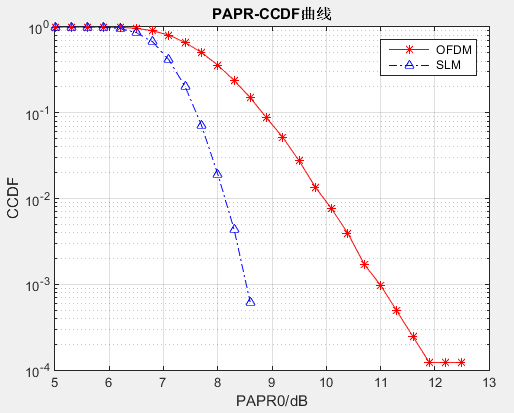 PAPR-CCDF曲线
10^0
10^-1
10^-2
10^-3
10^-4
CCDF
OFDM
SLM
5 6 7 8 9 10 11 12 13
PAPR0/dB